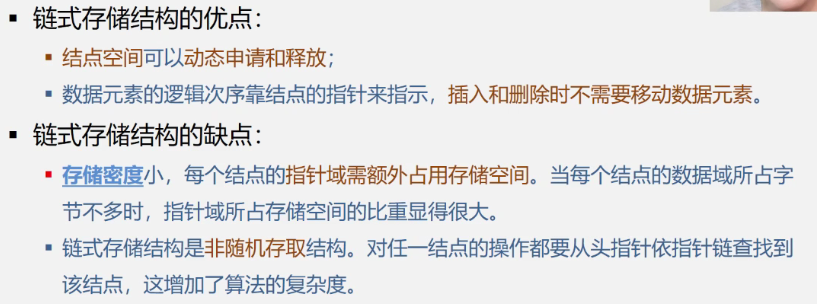 ▪ 链式存储结构的优点：
▪ 结点空间可以动态申请和释放；
▪ 数据元素的逻辑次序靠结点的指针来指示，插入和删除时不需要移动数据元素。
▪ 链式存储结构的缺点：
▪ 存储密度小，每个结点的指针域需额外占用存储空间。当每个结点的数据域所占字
节不多时，指针域所占存储空间的比重显得很大。
▪ 链式存储结构是非随机存取结构。对任一结点的操作都要从头指针依指针链查找到
该结点，这增加了算法的复杂度。